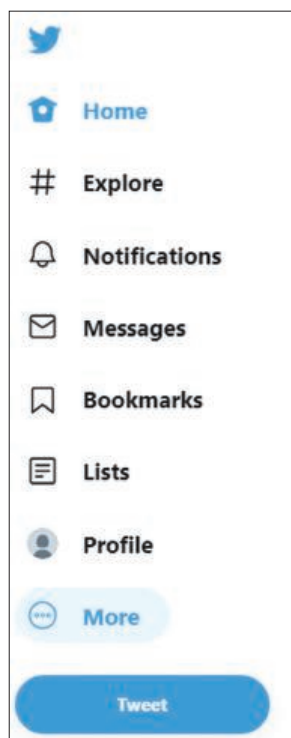 Home
Explore
Notifications
Messages
Bookmarks
Lists
Profile
More
Tweet